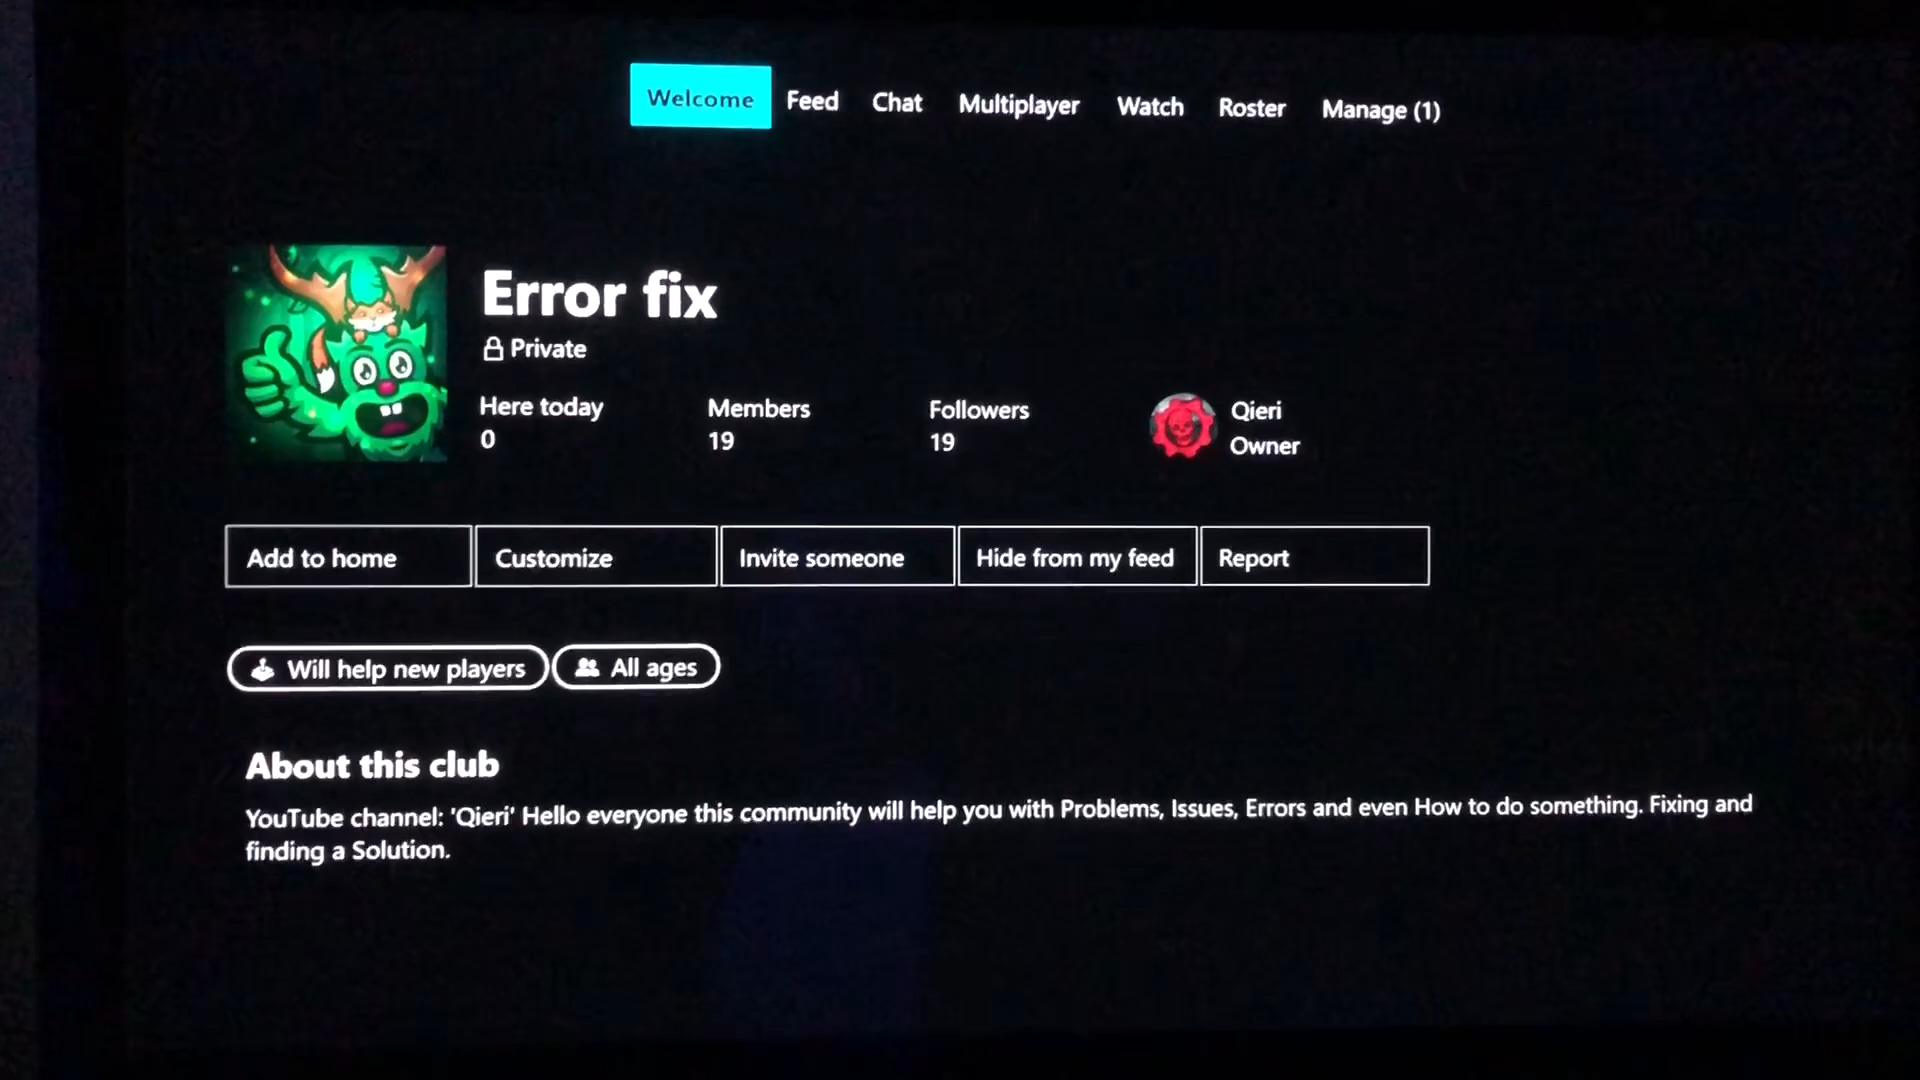 Welcome Feed Chat Multiplayer Watch Roster Manage (1)
Error fix
Private
Here today Members Followers Qieri
0 19 19 Owner
Add to home Customize Invite someone Hide from my feed Report
Will help new players All ages
About this club
YouTube channel: 'Qieri' Hello everyone this community will help you with Problems, Issues, Errors and even How to do something. Fixing and
finding a Solution.